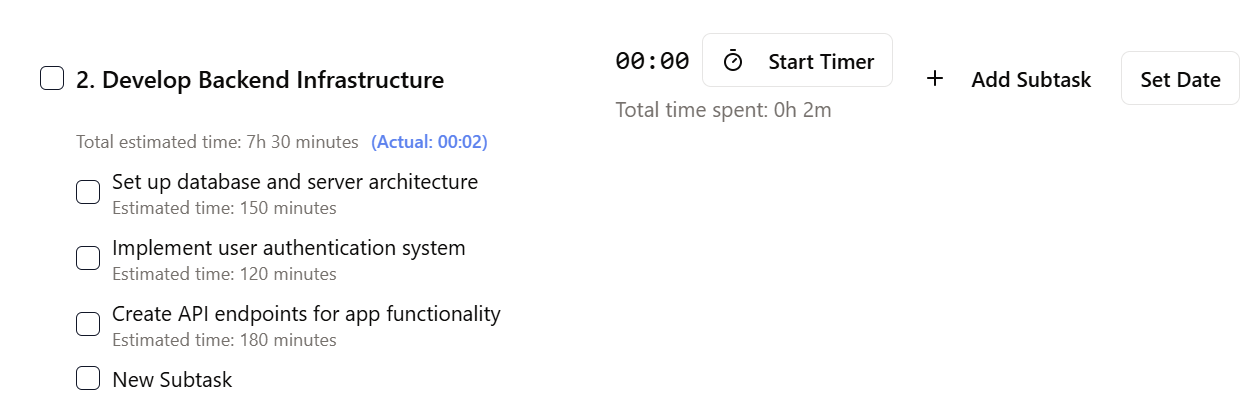 2. Develop Backend Infrastructure
00:00 Start Timer
Total time spent: 0h 2m
+ Add Subtask
Set Date
Total estimated time: 7h 30 minutes (Actual: 00:02)
Set up database and server architecture
Estimated time: 150 minutes
Implement user authentication system
Estimated time: 120 minutes
Create API endpoints for app functionality
Estimated time: 180 minutes
New Subtask